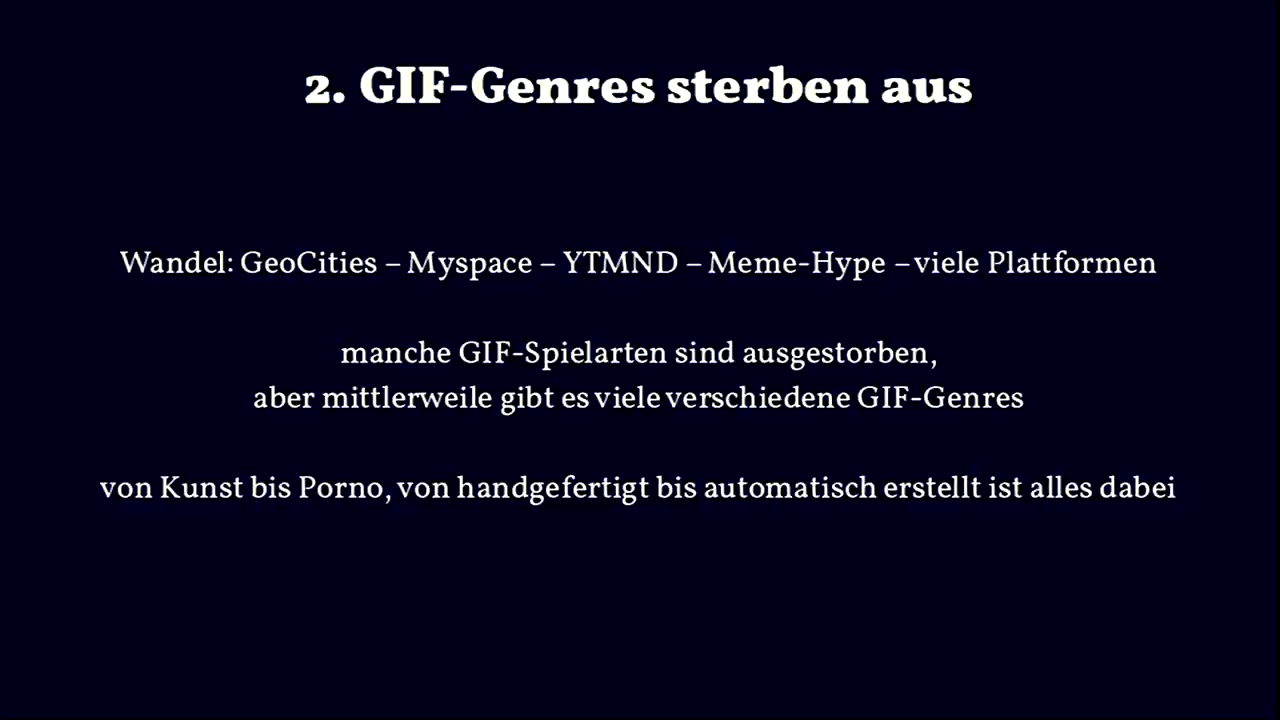 2. GIF-Genres sterben aus
Wandel: GeoCities – Myspace – YTMND – Meme-Hype – viele Plattformen
manche GIF-Spielarten sind ausgestorben,
aber mittlerweile gibt es viele verschiedene GIF-Genres
von Kunst bis Porno, von handgefertigt bis automatisch erstellt ist alles dabei